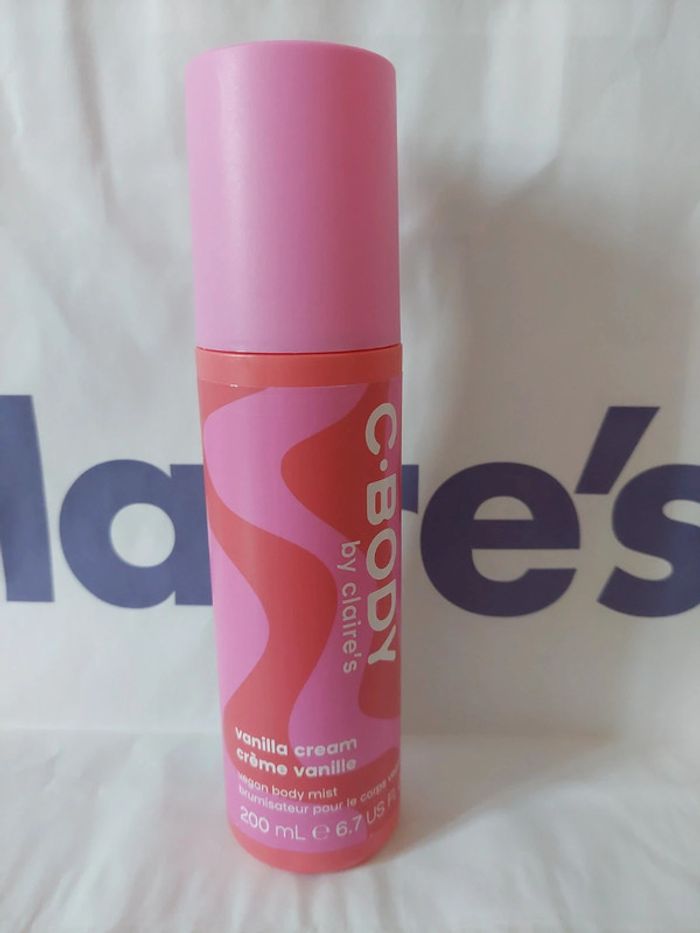 laire's
C·BODY
by claire's
vanilla cream
crème vanille
vegan body mist
brumisateur pour le corps
200 mL e 6.7 US